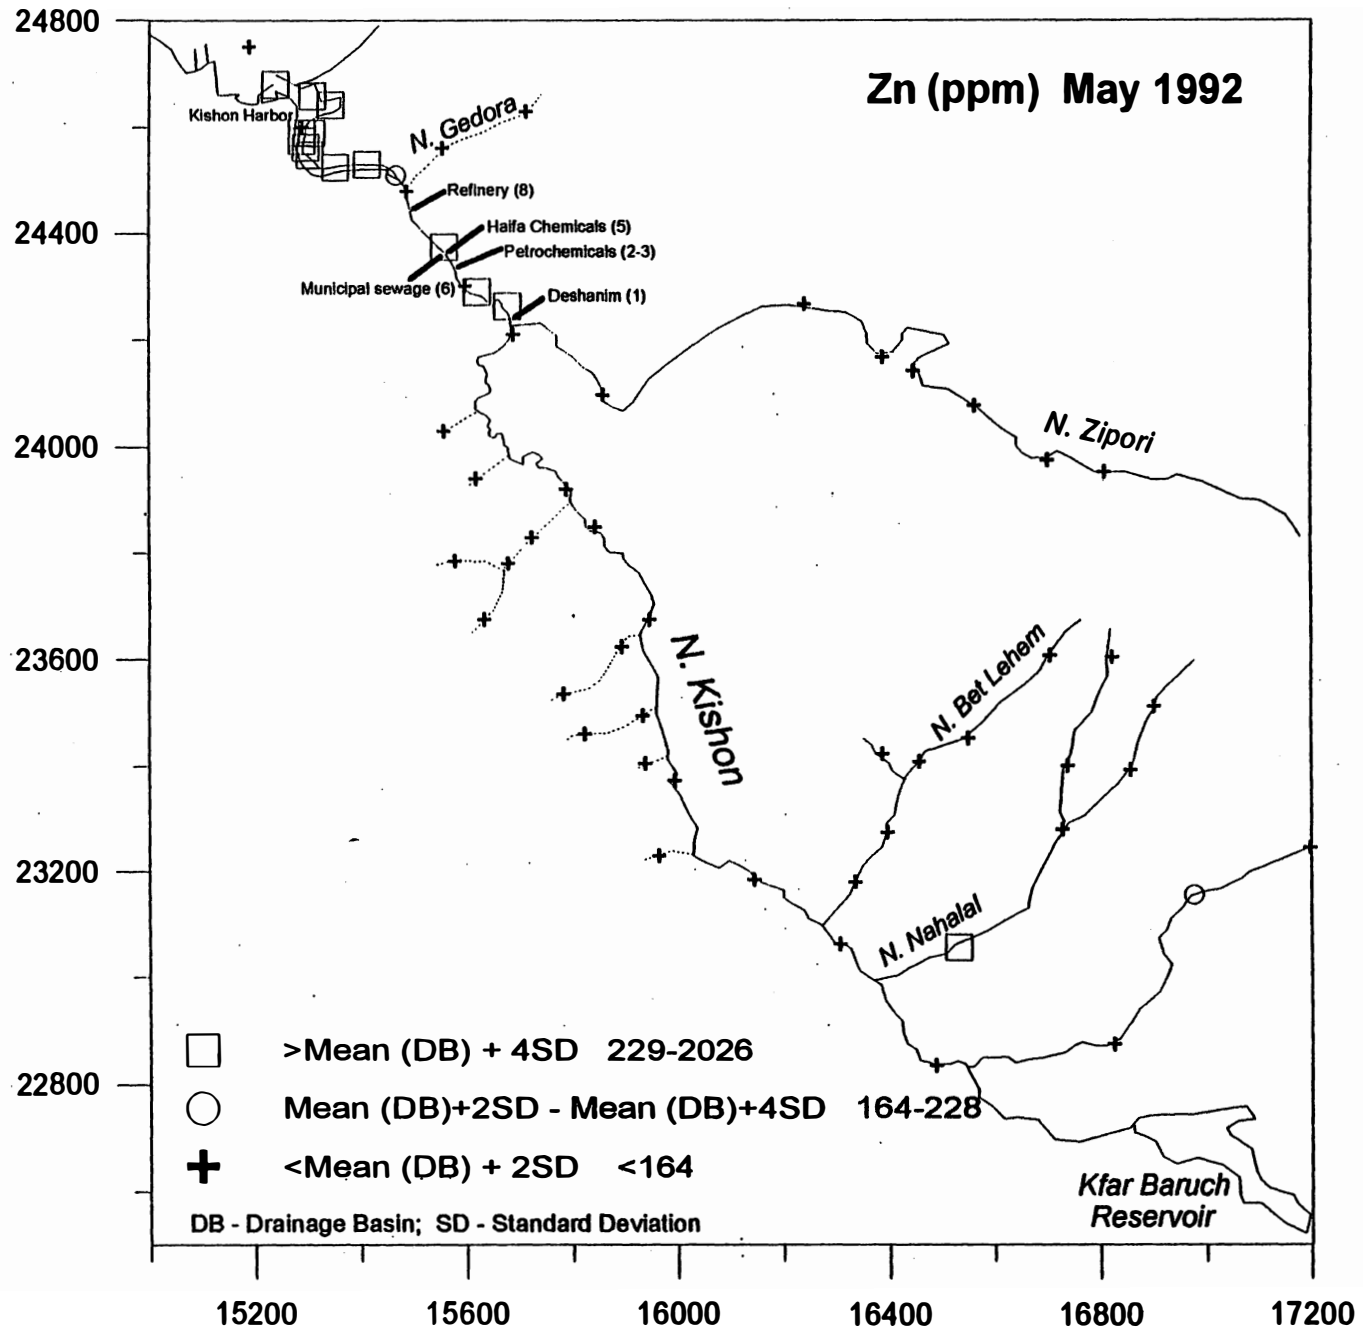 24800
Zn (ppm) May 1992
Kishon Harbor
N. Gedora
Refinery (8)
24400
Haifa Chemicals (5)
Petrochemicals (2-3)
Municipal sewage (6)
Deshanim (1)
24000
N. Zipori
23600
N. Kishon
N. Bet Lehem
23200
N. Nahalal
>Mean (DB) + 4SD 229-2026
22800
Mean (DB)+2SD - Mean (DB)+4SD 164-228
<Mean (DB) + 2SD <164
Kfar Baruch
Reservoir
DB - Drainage Basin; SD - Standard Deviation
15200 15600 16000 16400 16800 17200